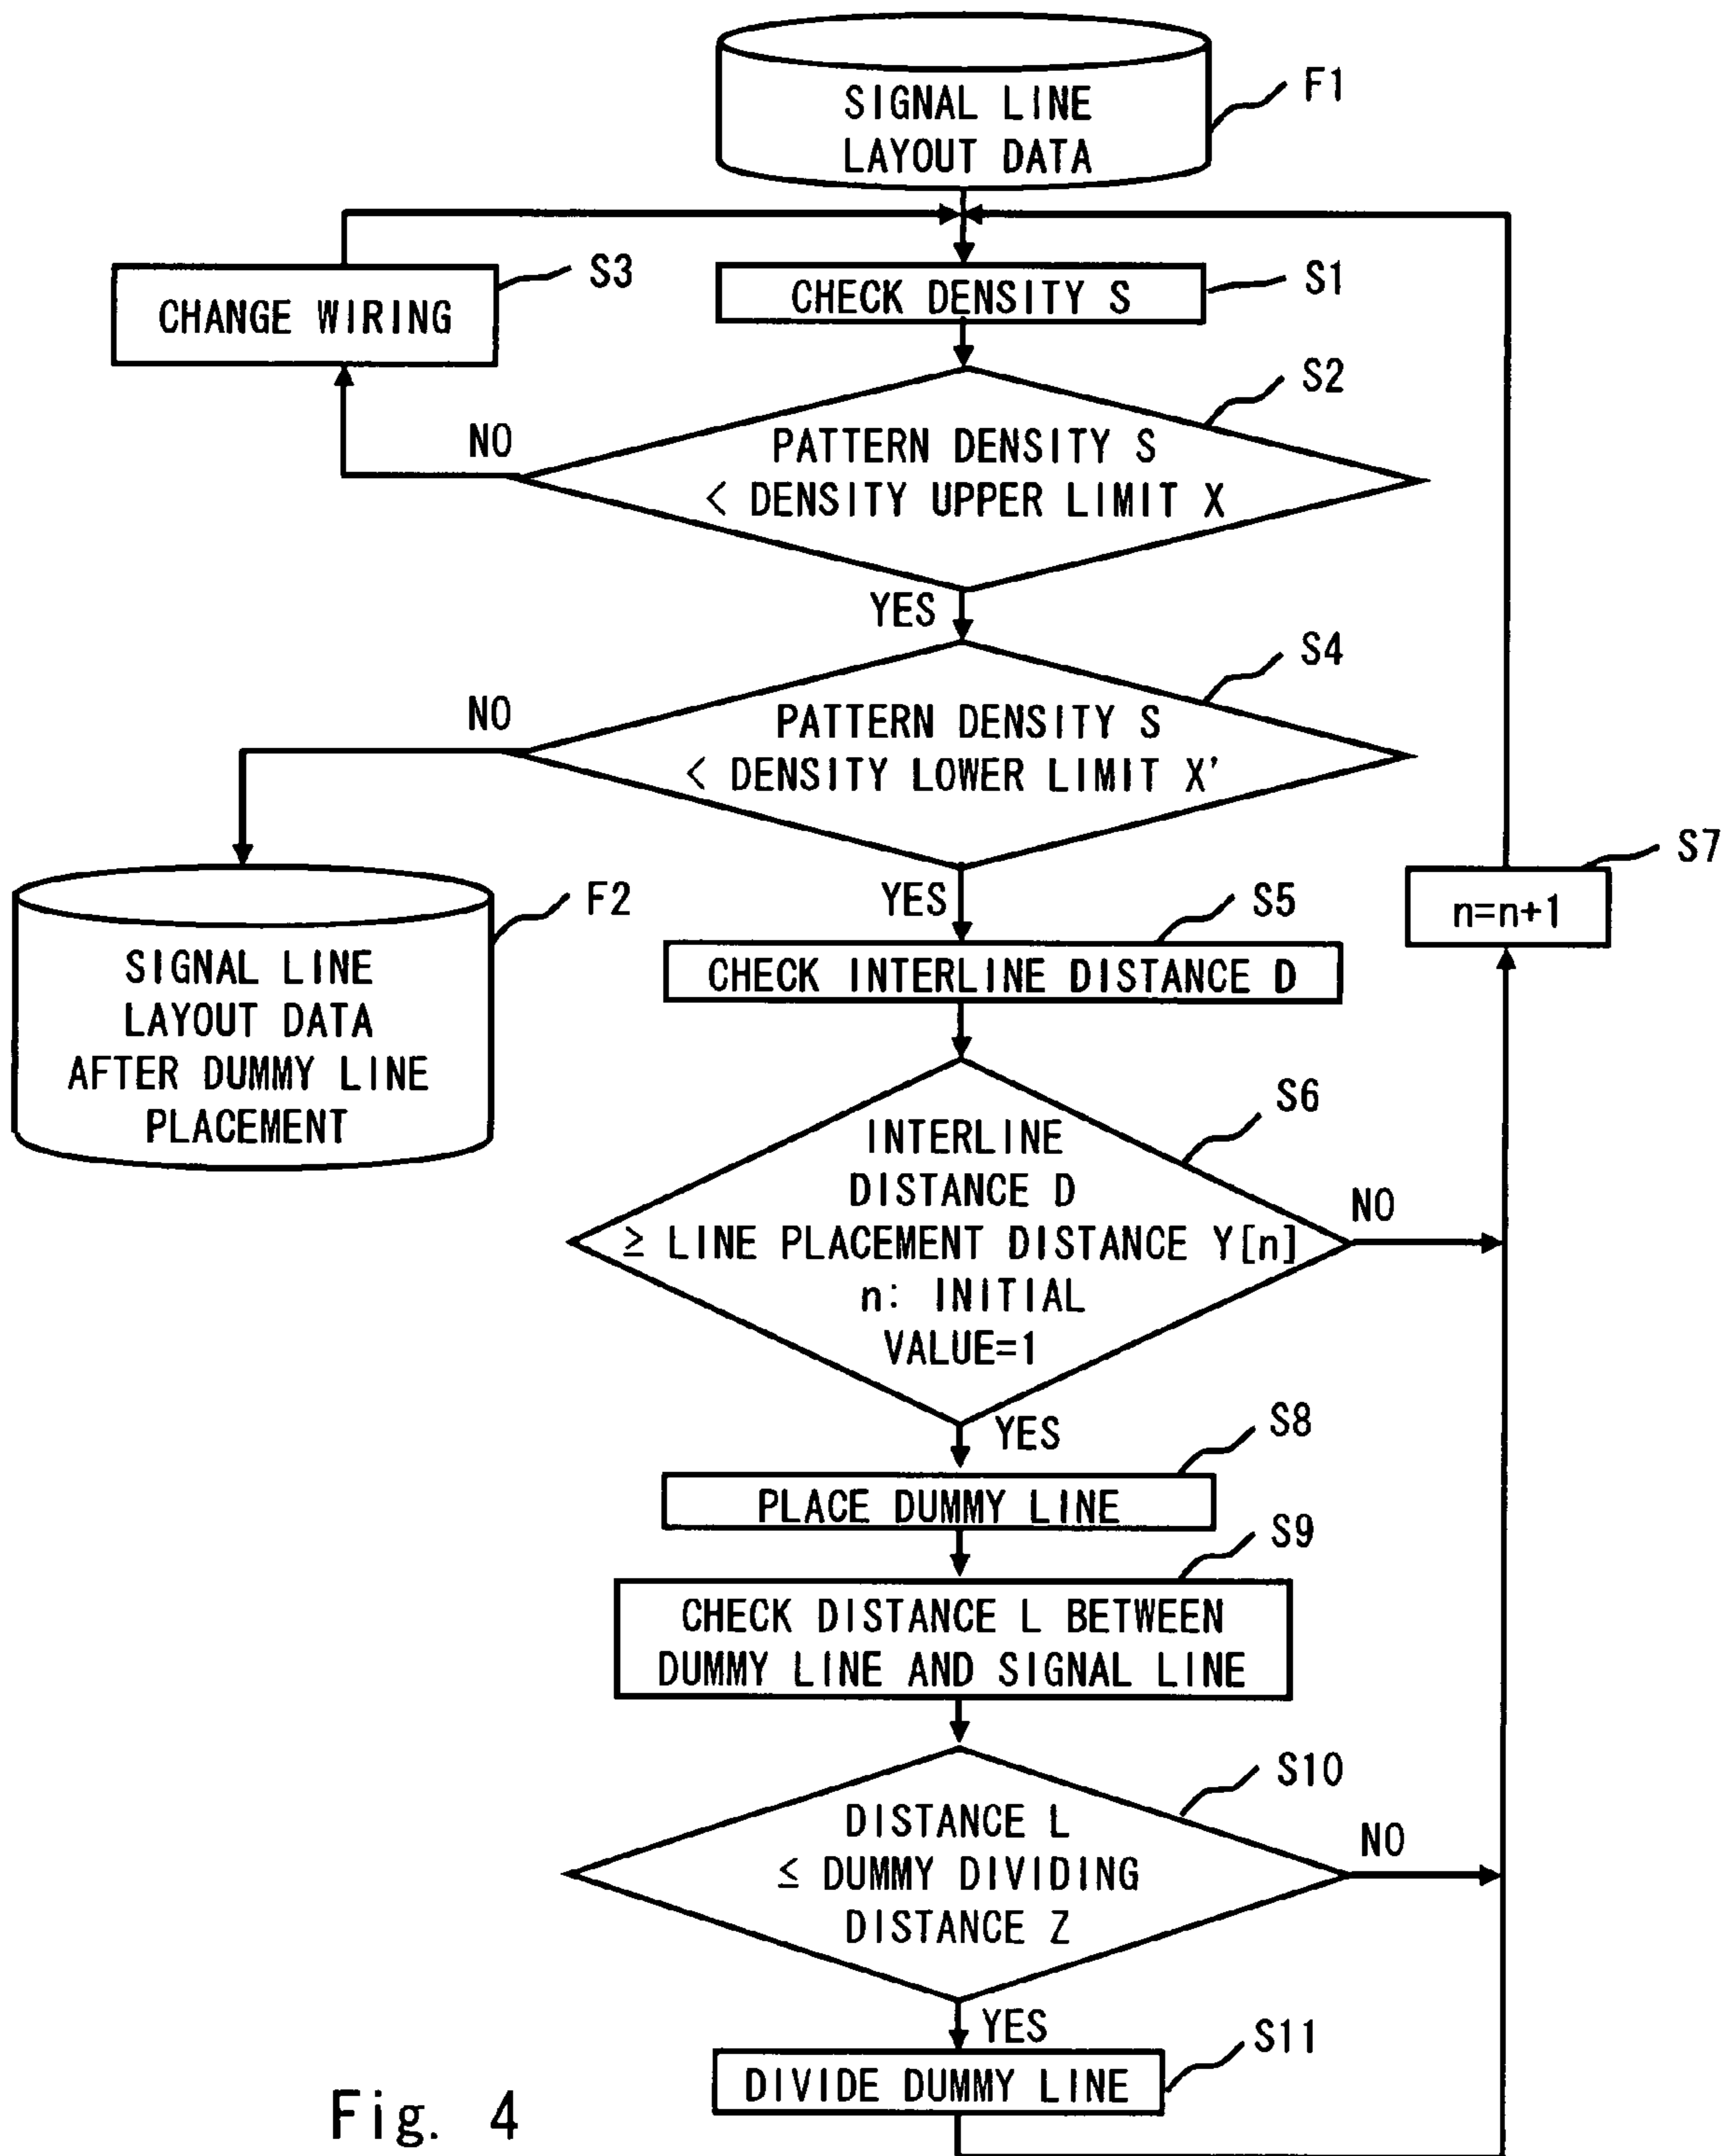 SIGNAL LINE
LAYOUT DATA
F1
CHANGE WIRING
S3
CHECK DENSITY S
S1
S2
NO
PATTERN DENSITY S
< DENSITY UPPER LIMIT X
YES
S4
NO
PATTERN DENSITY S
< DENSITY LOWER LIMIT X'
YES
S7
n=n+1
F2
SIGNAL LINE
LAYOUT DATA
AFTER DUMMY LINE
PLACEMENT
S5
CHECK INTERLINE DISTANCE D
S6
INTERLINE
DISTANCE D
≥ LINE PLACEMENT DISTANCE Y[n]
n: INITIAL
VALUE=1
NO
YES
S8
PLACE DUMMY LINE
S9
CHECK DISTANCE L BETWEEN
DUMMY LINE AND SIGNAL LINE
S10
DISTANCE L
≤ DUMMY DIVIDING
DISTANCE Z
NO
YES
S11
DIVIDE DUMMY LINE
Fig. 4